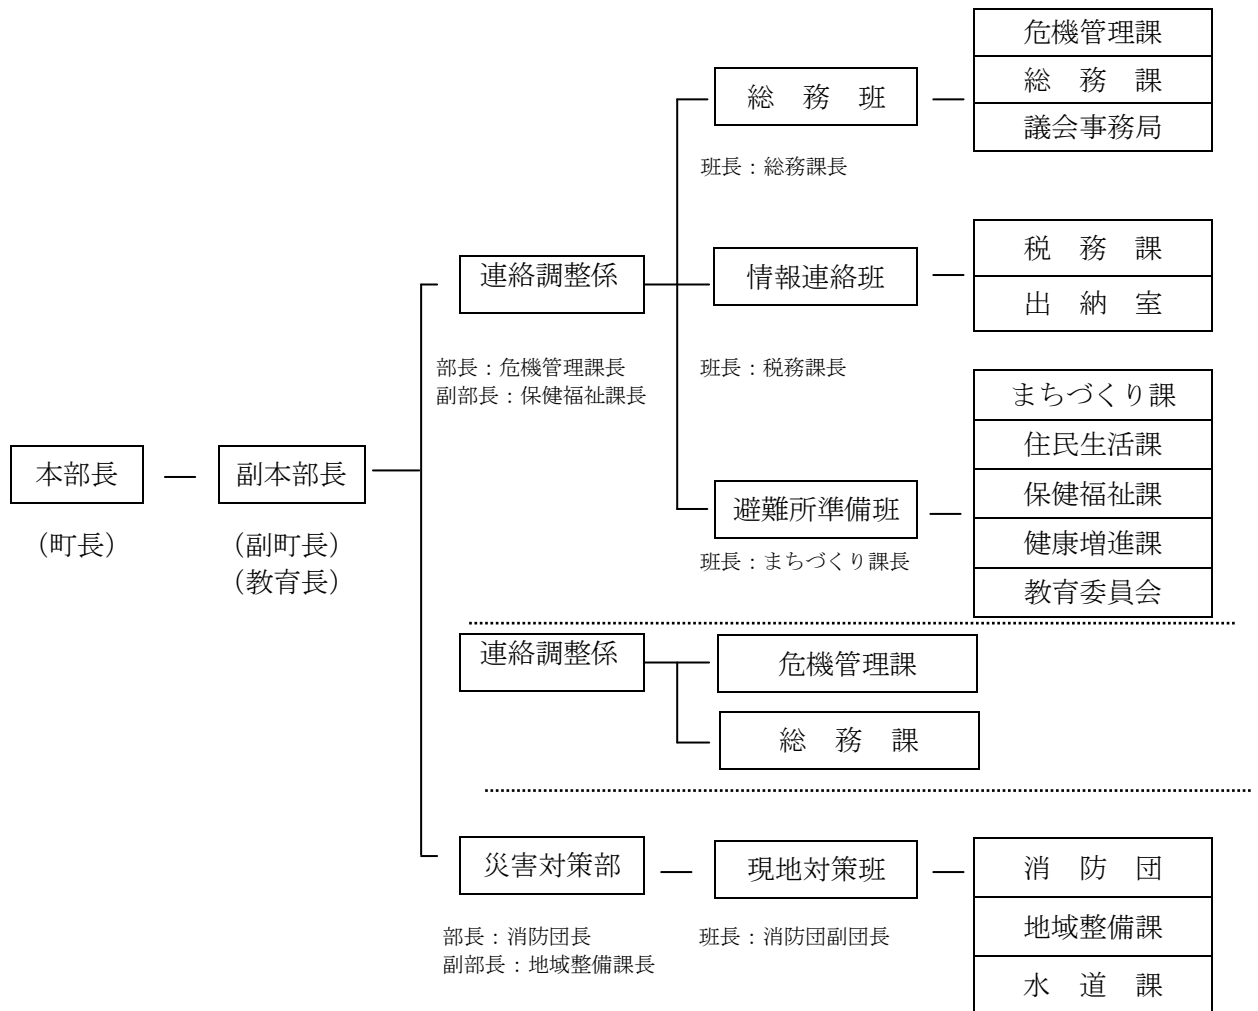 本部長
(町長)
副本部長
(副町長)
(教育長)
連絡調整係
部長：危機管理課長
副部長：保健福祉課長
総　務　班
班長：総務課長
危機管理課
総　務　課
議会事務局
情報連絡班
班長：税務課長
税　務　課
出　納　室
避難所準備班
班長：まちづくり課長
まちづくり課
住民生活課
保健福祉課
健康増進課
教育委員会
連絡調整係
危機管理課
総　務　課
災害対策部
部長：消防団長
副部長：地域整備課長
現地対策班
班長：消防団副団長
消　防　団
地域整備課
水　道　課